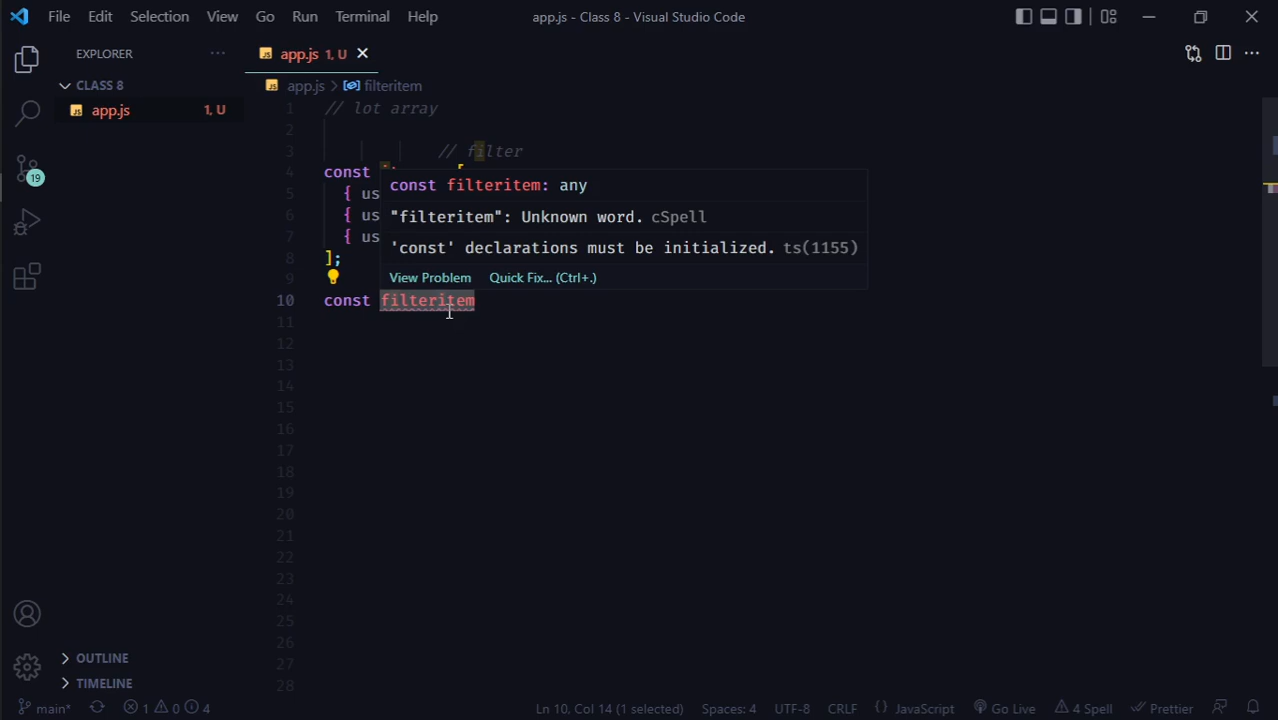 File Edit Selection View Go Run Terminal Help
app.js - Class 8 - Visual Studio Code
EXPLORER
app.js 1, U
CLASS 8
app.js > filteritem
app.js 1, U
1 // lot array
2
3 // filter
4 const [
5 { us
6 { us
7 { us
8 ];
9
10 const filteritem
11
12
13
14
15
16
17
18
19
20
21
22
23
24
25
26
27
28
const filteritem: any
"filteritem": Unknown word. cSpell
'const' declarations must be initialized. ts(1155)
View Problem Quick Fix... (Ctrl+.)
19
OUTLINE
TIMELINE
main* 1 0 4 Ln 10, Col 14 (1 selected) Spaces: 4 UTF-8 CRLF {} JavaScript Go Live 4 Spell Prettier